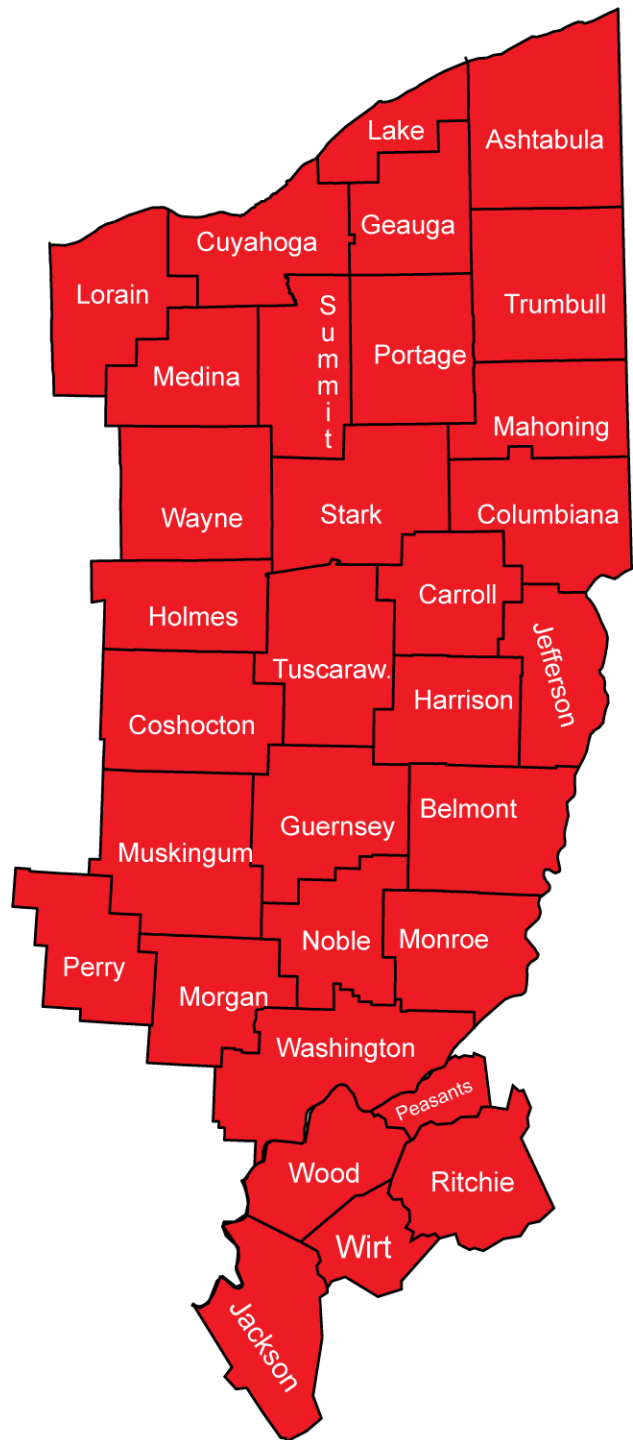 Lake
Ashtabula
Cuyahoga
Geauga
Lorain
Summit
Trumbull
Medina
Portage
Mahoning
Wayne
Stark
Columbiana
Holmes
Carroll
Jefferson
Tuscaraw.
Harrison
Coshocton
Belmont
Guernsey
Muskingum
Noble
Monroe
Perry
Morgan
Washington
Peasants
Wood
Ritchie
Wirt
Jackson